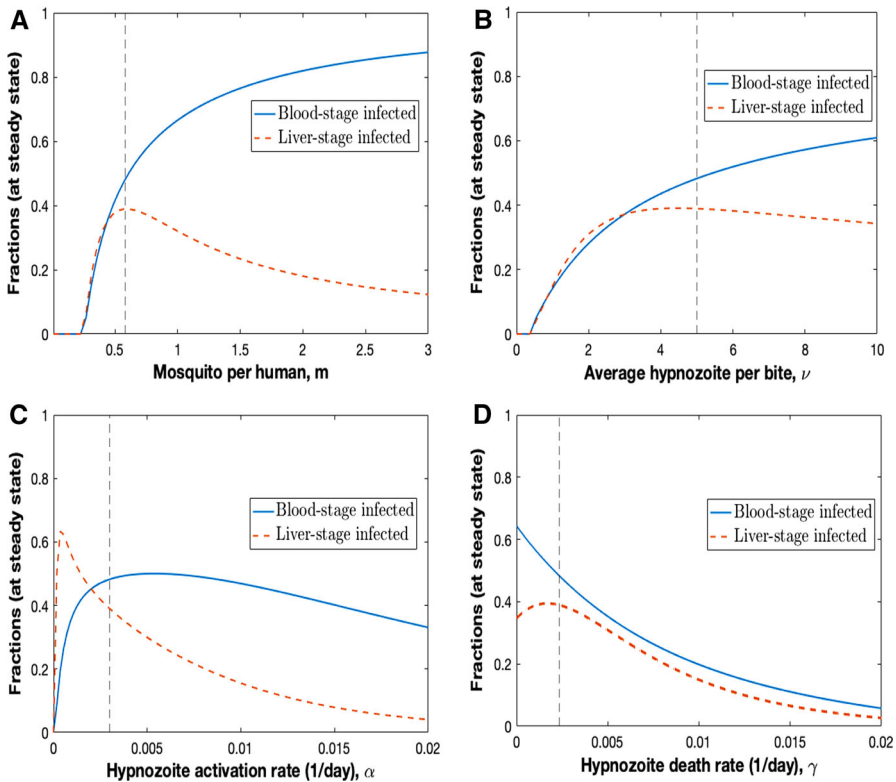 A
Fractions (at steady state)
1
0.8
0.6
0.4
0.2
0
Blood-stage infected
Liver-stage infected
0.5 1 1.5 2 2.5 3
Mosquito per human, m
B
Fractions (at steady state)
1
0.8
0.6
0.4
0.2
0
Blood-stage infected
Liver-stage infected
0 2 4 6 8 10
Average hypnozoite per bite, ν
C
Fractions (at steady state)
1
0.8
0.6
0.4
0.2
0
Blood-stage infected
Liver-stage infected
0 0.005 0.01 0.015 0.02
Hypnozoite activation rate (1/day), α
D
Fractions (at steady state)
1
0.8
0.6
0.4
0.2
0
Blood-stage infected
Liver-stage infected
0 0.005 0.01 0.015 0.02
Hypnozoite death rate (1/day), γ